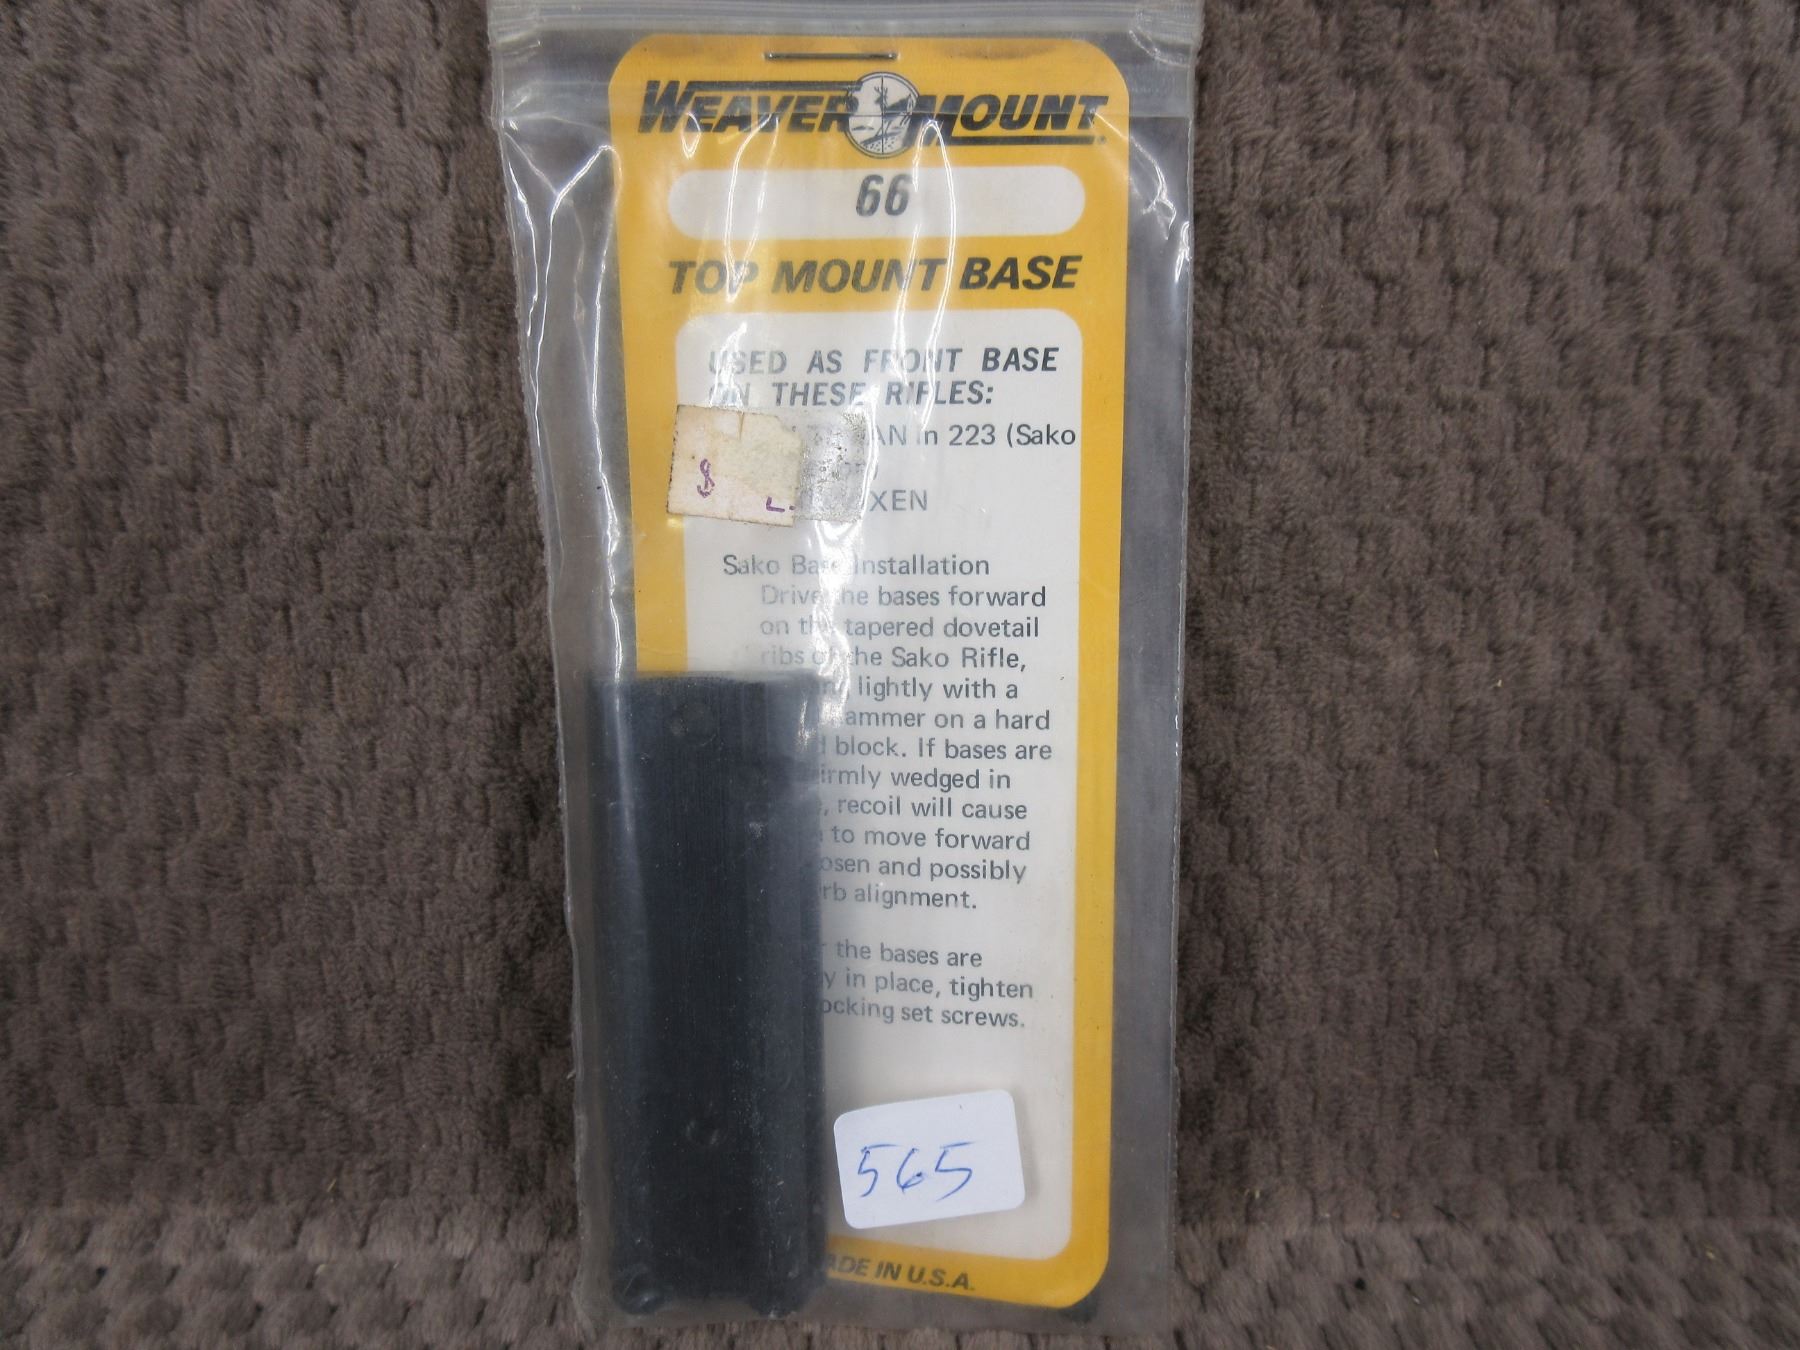 WEAVER MOUNT
66
TOP MOUNT BASE
USED AS FRONT BASE
ON THESE RIFLES:
in 223 (Sako
XEN
$
L.
Sako Base Installation
Drive the bases forward
on the tapered dovetail
ribs of the Sako Rifle,
lightly with a
hammer on a hard
block. If bases are
firmly wedged in
, recoil will cause
to move forward
and possibly
alignment.
the bases are
in place, tighten
locking set screws.
565
MADE IN U.S.A.